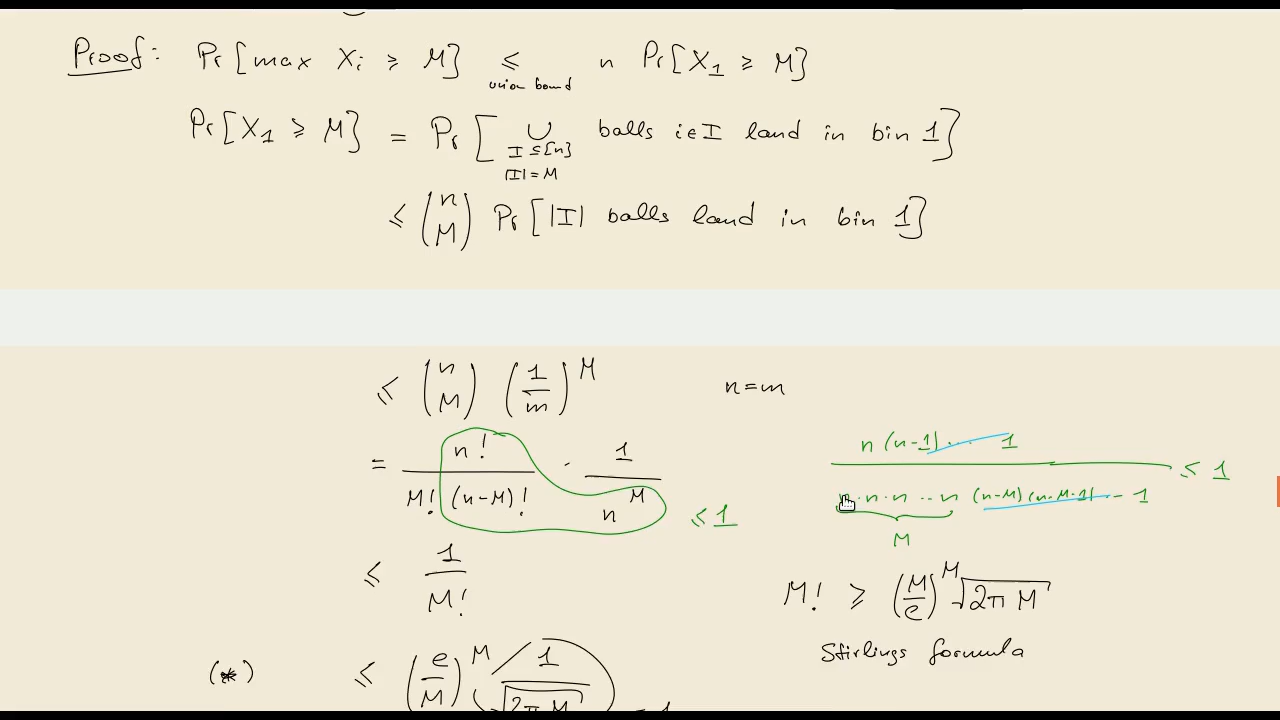 Proof: Pr[max Xi ≥ M] ≤ n Pr[X1 ≥ M]
union bound
Pr[X1 ≥ M] = Pr[ ∪ balls i∈I land in bin 1]
I ⊆ [n]
|I| = M
≤ (n M) Pr[|I| balls land in bin 1]
≤ (n M) (1/m)^M n=m
= n! / M! (n-M)! · 1 / n^M ≤ 1
n (n-1) ... 1 / n·n·n ..n (n-M) (n-M-1) -- 1 ≤ 1
M
≤ 1 / M!
M! ≥ (M/e)^M √2π M
Stirlings formula
(*) ≤ (e/M)^M 1 / √2π M